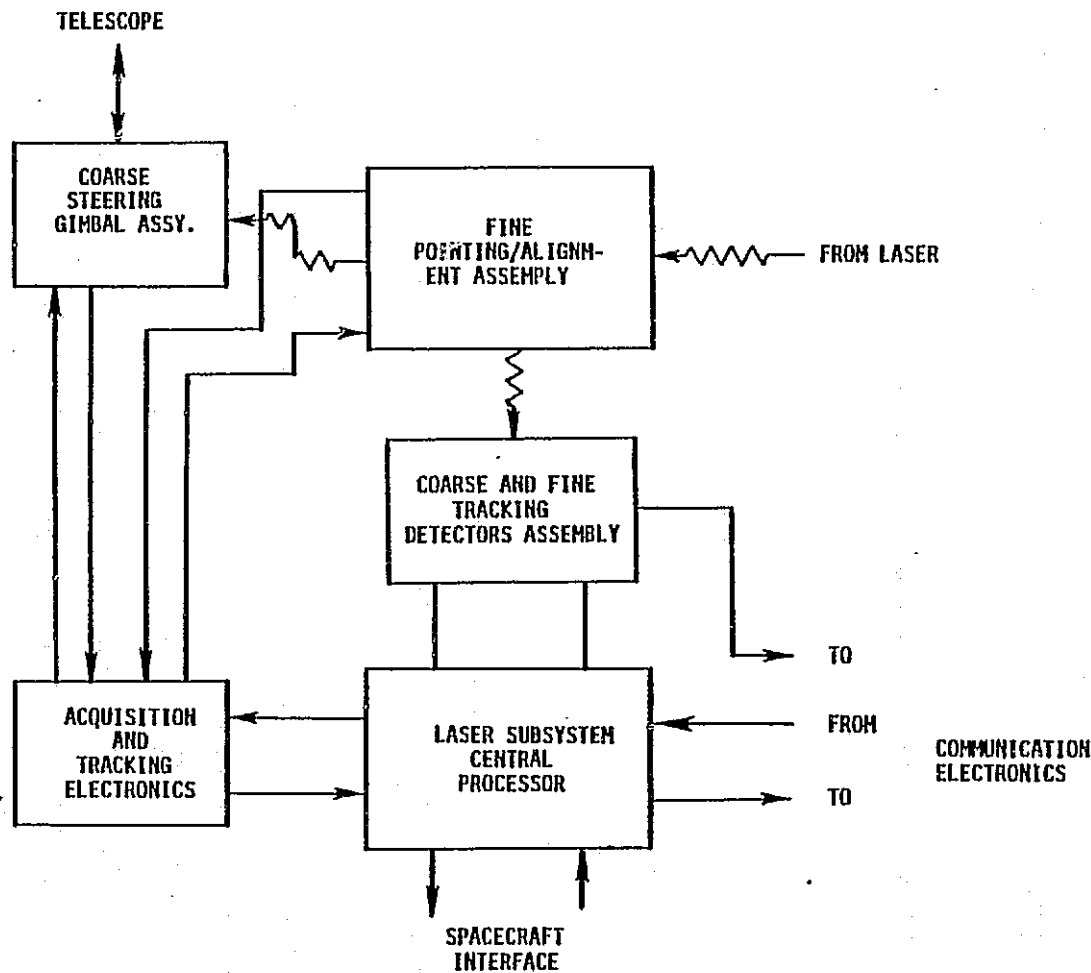 TELESCOPE
COARSE
STEERING
GIMBAL ASSY.
FINE
POINTING/ALIGNM-
ENT ASSEMPLY
FROM LASER
COARSE AND FINE
TRACKING
DETECTORS ASSEMBLY
TO
ACQUISITION
AND
TRACKING
ELECTRONICS
LASER SUBSYSTEM
CENTRAL
PROCESSOR
FROM
COMMUNICATION
ELECTRONICS
TO
SPACECRAFT
INTERFACE